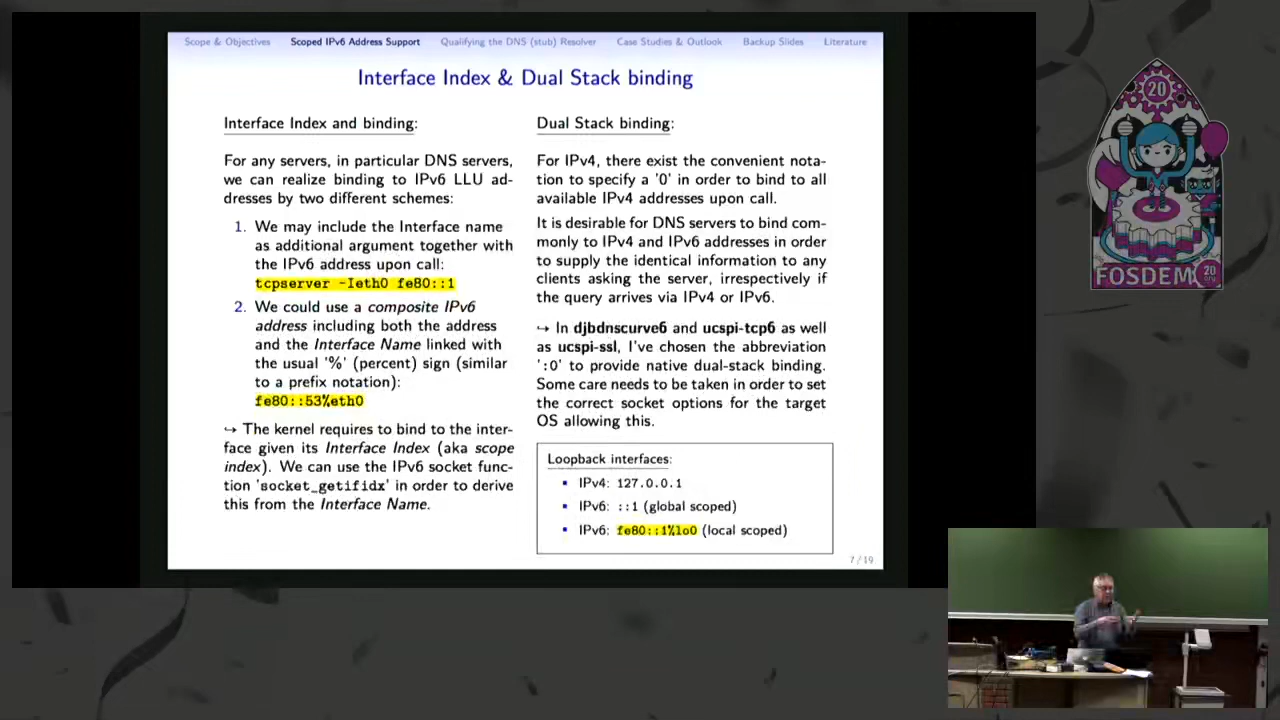 Scope & Objectives Scoped IPv6 Address Support Qualifying the DNS (stub) Resolver Case Studies & Outlook Backup Slides Literature
Interface Index & Dual Stack binding
Interface Index and binding:
For any servers, in particular DNS servers,
we can realize binding to IPv6 LLU ad-
dresses by two different schemes:
1. We may include the Interface name
as additional argument together with
the IPv6 address upon call:
tcpserver -Ieth0 fe80::1
2. We could use a composite IPv6
address including both the address
and the Interface Name linked with
the usual '%' (percent) sign (similar
to a prefix notation):
fe80::53%eth0
↪ The kernel requires to bind to the inter-
face given its Interface Index (aka scope
index). We can use the IPv6 socket func-
tion 'socket_getifidx' in order to derive
this from the Interface Name.
Dual Stack binding:
For IPv4, there exist the convenient nota-
tion to specify a '0' in order to bind to all
available IPv4 addresses upon call.
It is desirable for DNS servers to bind com-
monly to IPv4 and IPv6 addresses in order
to supply the identical information to any
clients asking the server, irrespectively if
the query arrives via IPv4 or IPv6.
↪ In djbdnscurve6 and ucspi-tcp6 as well
as ucspi-ssl, I've chosen the abbreviation
':0' to provide native dual-stack binding.
Some care needs to be taken in order to set
the correct socket options for the target
OS allowing this.
Loopback interfaces:
▪ IPv4: 127.0.0.1
▪ IPv6: ::1 (global scoped)
▪ IPv6: fe80::1%lo0 (local scoped)
7 / 19
20
FOSDEM
20
.org